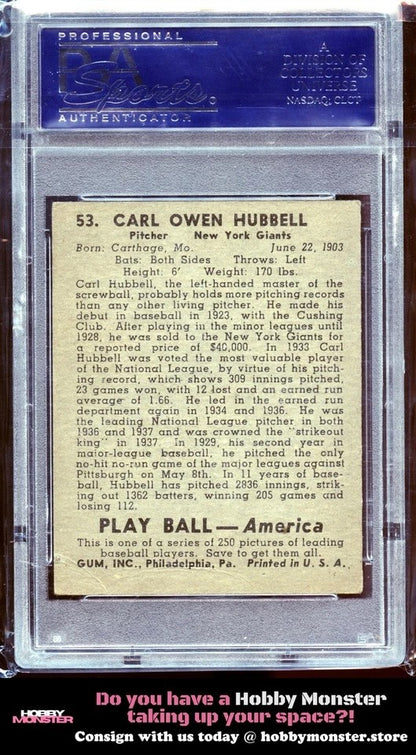 PROFESSIONAL
PSA
Sports
AUTHENTICATOR
A
DIVISION OF
COLLECTORS
UNIVERSE
NASDAQ: CLCT
53. CARL OWEN HUBBELL
Pitcher New York Giants
Born: Carthage, Mo. June 22, 1903
Bats: Both Sides Throws: Left
Height: 6' Weight: 170 lbs.
Carl Hubbell, the left-handed master of the
screwball, probably holds more pitching records
than any other living pitcher. He made his
debut in baseball in 1923, with the Cushing
Club. After playing in the minor leagues until
1928, he was sold to the New York Giants for
a reported price of $40,000. In 1933 Carl
Hubbell was voted the most valuable player
of the National League, by virtue of his pitch-
ing record, which shows 309 innings pitched,
23 games won, with 12 lost and an earned run
average of 1.66. He led in the earned run
department again in 1934 and 1936. He was
the leading National League pitcher in both
1936 and 1937 and was crowned the "strikeout
king" in 1937. In 1929, his second year in
major-league baseball, he pitched the only
no-hit no-run game of the major leagues against
Pittsburgh on May 8th. In 11 years of base-
ball, Hubbell has pitched 2836 innings, strik-
ing out 1362 batters, winning 205 games and
losing 112.
PLAY BALL — America
This is one of a series of 250 pictures of leading
baseball players. Save to get them all.
GUM, INC., Philadelphia, Pa. Printed in U. S. A.
HOBBY
MONSTER
Do you have a Hobby Monster
taking up your space?!
Consign with us today @ hobbymonster.store